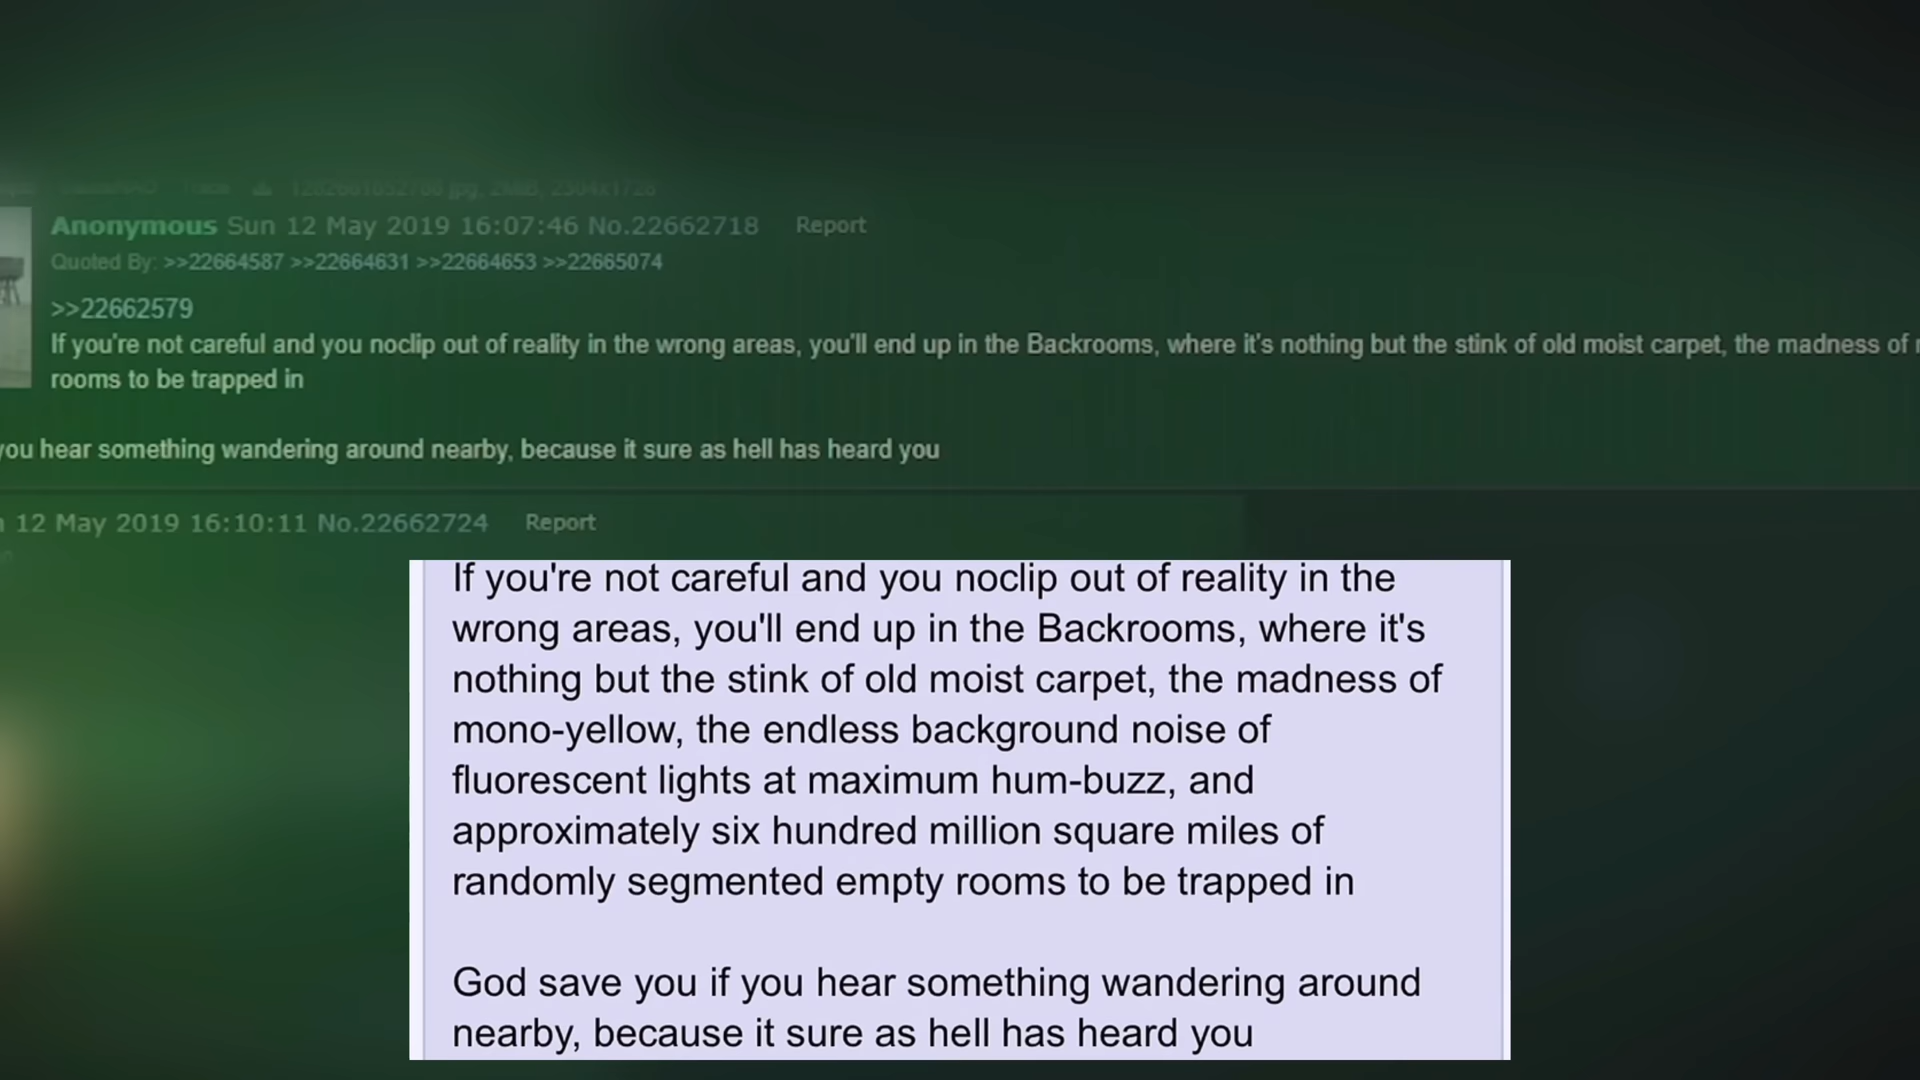 1202601652706.jpg, 2MiB, 2304x1728
Anonymous Sun 12 May 2019 16:07:46 No.22662718 Report
Quoted By: >>22664587 >>22664631 >>22664653 >>22665074
>>22662579
If you're not careful and you noclip out of reality in the wrong areas, you'll end up in the Backrooms, where it's nothing but the stink of old moist carpet, the madness of
rooms to be trapped in
you hear something wandering around nearby, because it sure as hell has heard you
12 May 2019 16:10:11 No.22662724 Report
If you're not careful and you noclip out of reality in the
wrong areas, you'll end up in the Backrooms, where it's
nothing but the stink of old moist carpet, the madness of
mono-yellow, the endless background noise of
fluorescent lights at maximum hum-buzz, and
approximately six hundred million square miles of
randomly segmented empty rooms to be trapped in
God save you if you hear something wandering around
nearby, because it sure as hell has heard you